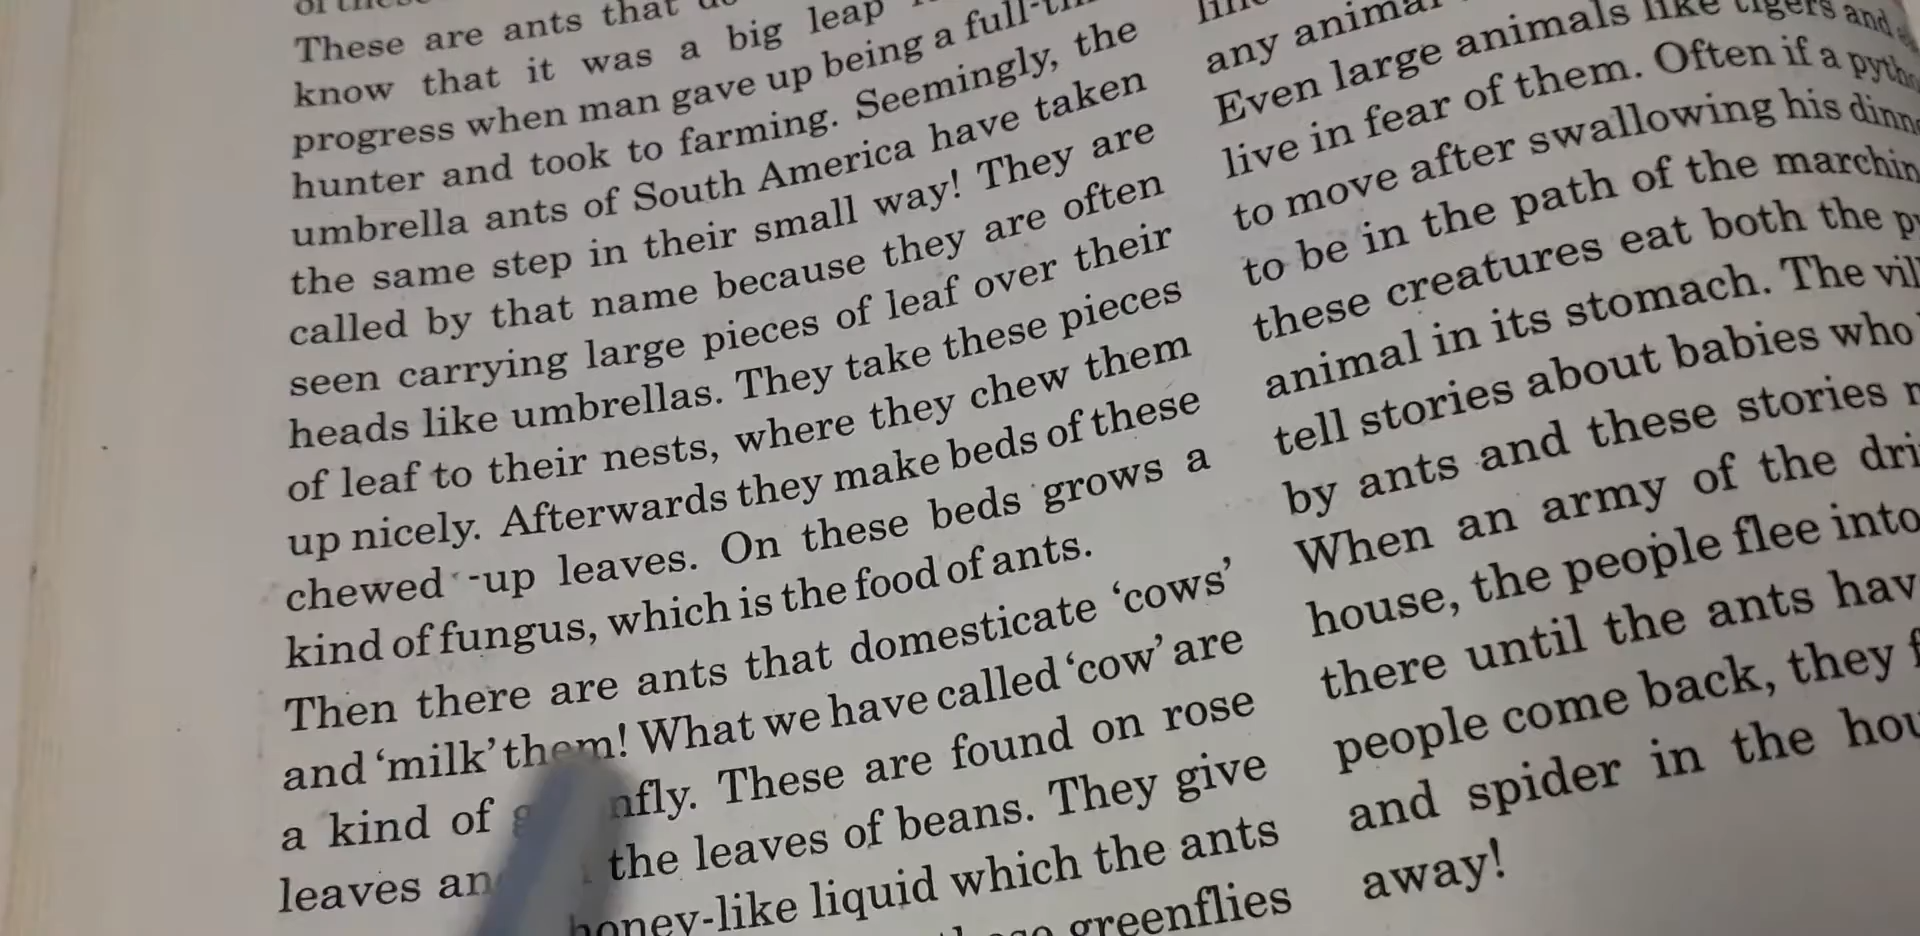 These are ants that
know that it was a big leap
progress when man gave up being a full-
hunter and took to farming. Seemingly, the
umbrella ants of South America have taken
the same step in their small way! They are
called by that name because they are often
seen carrying large pieces of leaf over their
heads like umbrellas. They take these pieces
of leaf to their nests, where they chew them
up nicely. Afterwards they make beds of these
chewed -up leaves. On these beds grows a
kind of fungus, which is the food of ants.
Then there are ants that domesticate ‘cows’
and ‘milk’ them! What we have called ‘cow’ are
a kind of nfly. These are found on rose
leaves an the leaves of beans. They give
honey-like liquid which the ants
greenflies
any animal
Even large animals like tigers and
live in fear of them. Often if a
to move after swallowing his
to be in the path of the
these creatures eat both the
animal in its stomach. The
tell stories about babies who
by ants and these stories
When an army of the
house, the people flee into
there until the ants
people come back, they
and spider in the
away!